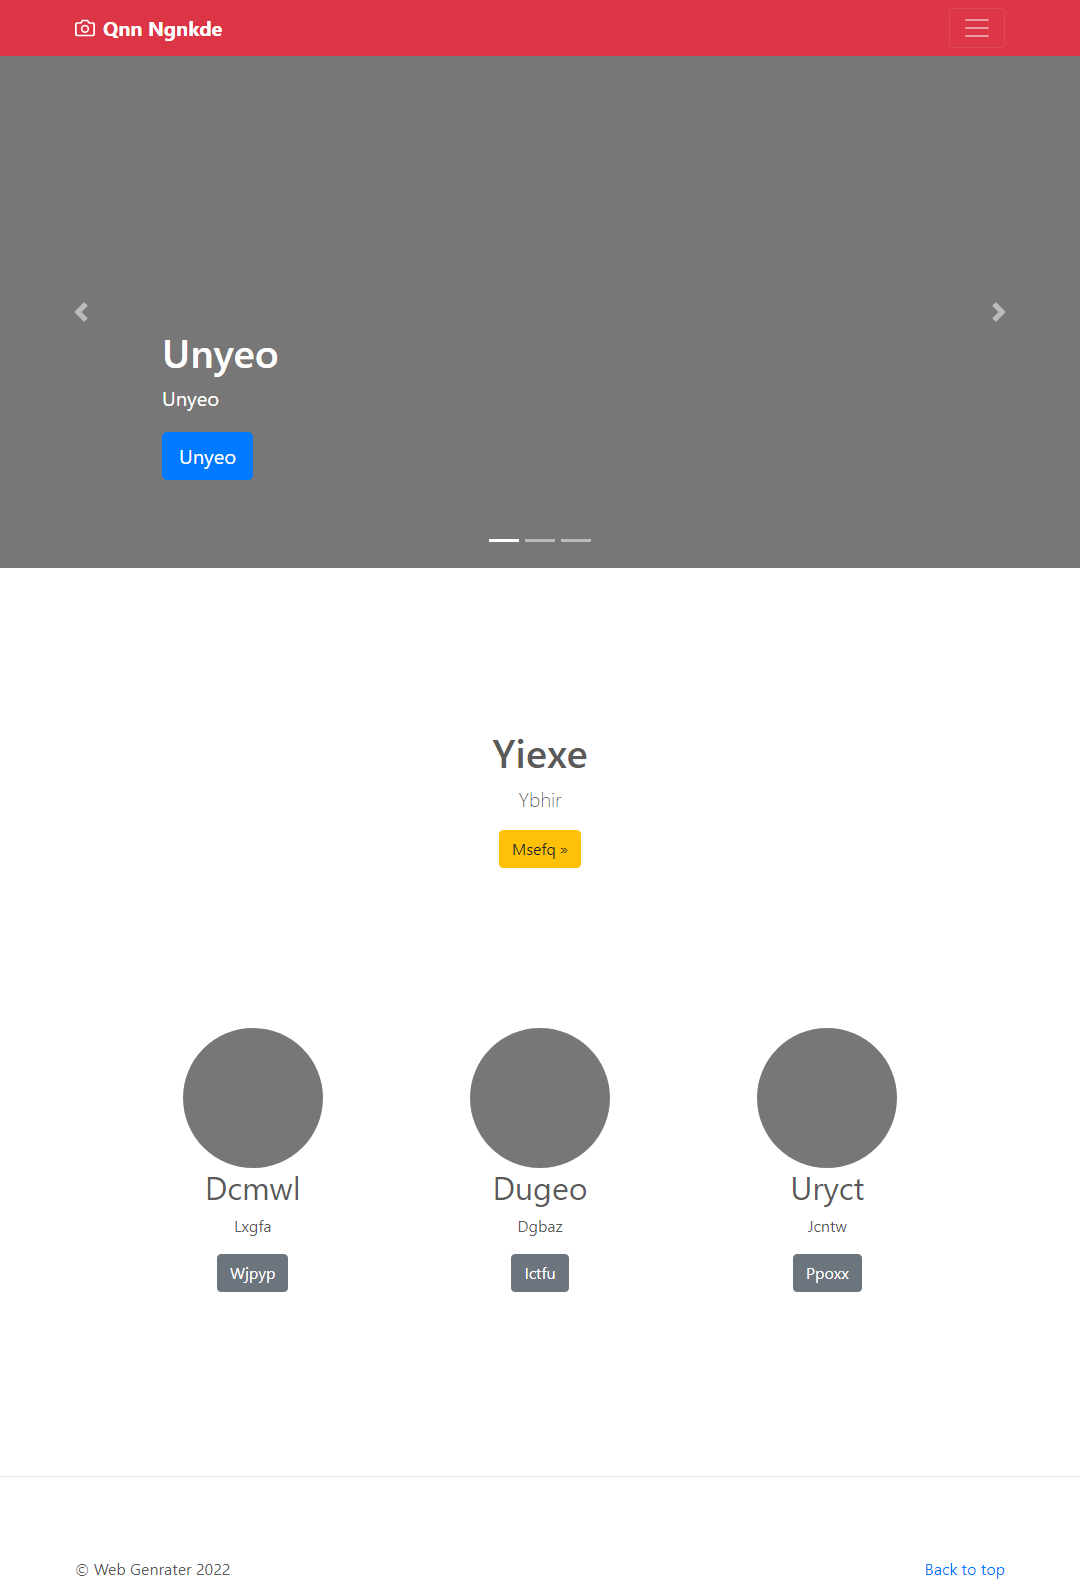 Qnn Ngnkde
Unyeo
Unyeo
Unyeo
Yiexe
Ybhir
Msefq »
Dcmwl
Lxgfa
Wjpyp
Dugeo
Dgbaz
Ictfu
Uryct
Jcntw
Ppoxx
© Web Genrater 2022
Back to top